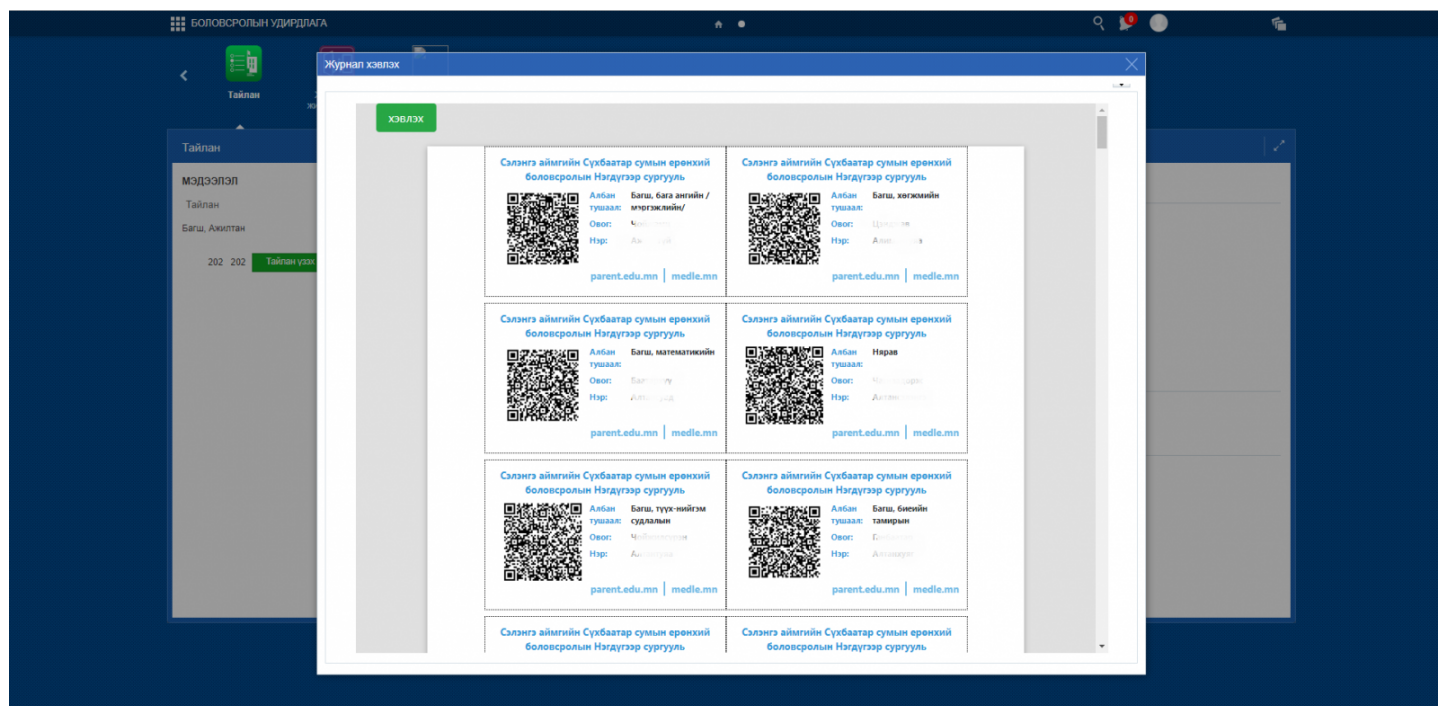 БОЛОВСРОЛЫН УДИРДЛАГА
0
Тайлан
Журнал хэвлэх
Тайлан
МЭДЭЭЛЭЛ
Тайлан
Багш, Ажилтан
202 202 Тайлан үзэх
ХЭВЛЭХ
Сэлэнгэ аймгийн Сүхбаатар сумын ерөнхий
боловсролын Нэгдүгээр сургууль
Албан Багш, бага ангийн /
тушаал: мэргэжлийн/
Овог:
Нэр:
parent.edu.mn | medle.mn
Сэлэнгэ аймгийн Сүхбаатар сумын ерөнхий
боловсролын Нэгдүгээр сургууль
Албан Багш, хөгжмийн
тушаал:
Овог:
Нэр:
parent.edu.mn | medle.mn
Сэлэнгэ аймгийн Сүхбаатар сумын ерөнхий
боловсролын Нэгдүгээр сургууль
Албан Багш, математикийн
тушаал:
Овог:
Нэр:
parent.edu.mn | medle.mn
Сэлэнгэ аймгийн Сүхбаатар сумын ерөнхий
боловсролын Нэгдүгээр сургууль
Албан Нярав
тушаал:
Овог:
Нэр:
parent.edu.mn | medle.mn
Сэлэнгэ аймгийн Сүхбаатар сумын ерөнхий
боловсролын Нэгдүгээр сургууль
Албан Багш, түүх-нийгэм
тушаал: судлалын
Овог:
Нэр:
parent.edu.mn | medle.mn
Сэлэнгэ аймгийн Сүхбаатар сумын ерөнхий
боловсролын Нэгдүгээр сургууль
Албан Багш, биеийн
тушаал: тамирын
Овог:
Нэр:
parent.edu.mn | medle.mn
Сэлэнгэ аймгийн Сүхбаатар сумын ерөнхий
боловсролын Нэгдүгээр сургууль
Сэлэнгэ аймгийн Сүхбаатар сумын ерөнхий
боловсролын Нэгдүгээр сургууль